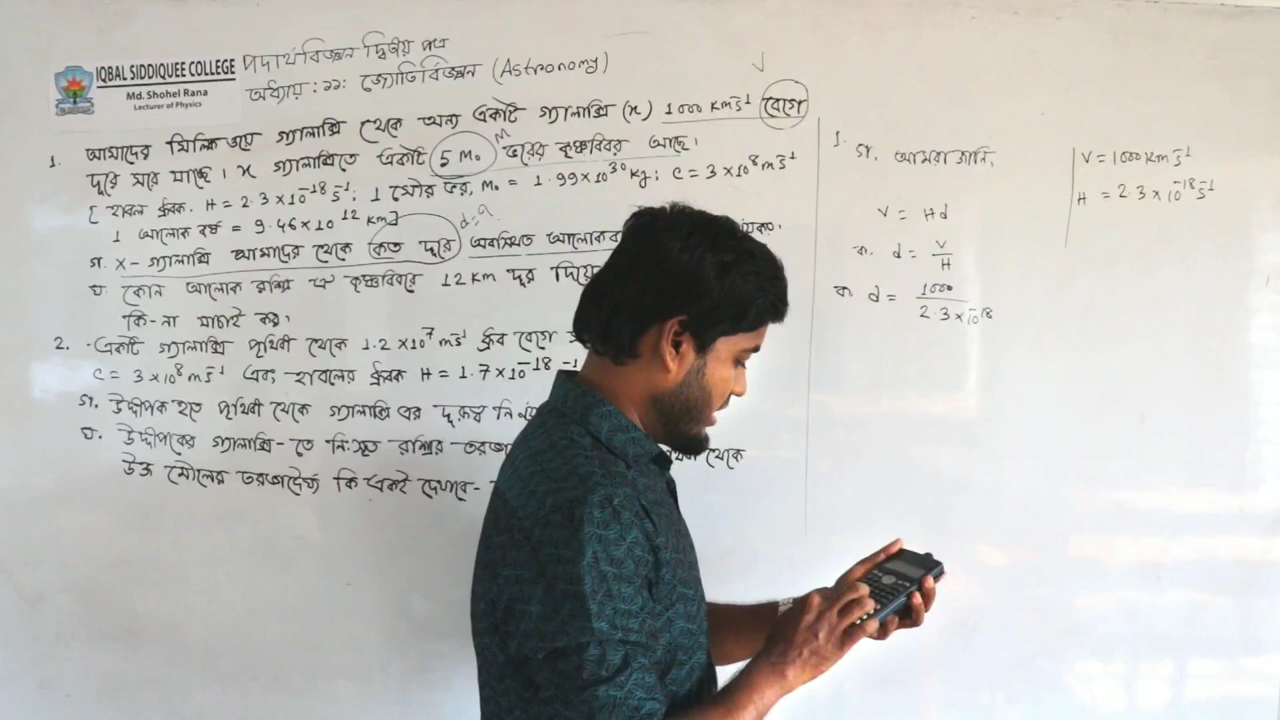 IQBAL SIDDIQUEE COLLEGE
Md. Shohel Rana
Lecturer of Physics
পদার্থবিজ্ঞান দ্বিতীয় পত্র
অধ্যায় : ১১: জ্যোতির্বিজ্ঞান (Astronomy)
1. আমাদের মিল্কিওয়ে গ্যালাক্সি থেকে অন্য একটি গ্যালাক্সি (x) 1000 Kms⁻¹ বেগে
দূরে সরে যাচ্ছে। x গ্যালাক্সিতে একটি 5 M₀ ভরের কৃষ্ণবিবর আছে।
M
[ হাবল ধ্রুবক. H = 2.3×10⁻¹⁸ s⁻¹; 1 সৌর ভর, M₀ = 1.99×10³⁰ kg; C = 3×10⁸ ms⁻¹
1 আলোক বর্ষ = 9.46×10¹² Km]
d=?
গ. X- গ্যালাক্সি আমাদের থেকে কত দূরে অবস্থিত
ঘ. কোন আলোক রশ্মি ঐ কৃষ্ণবিবরে 12 Km দূর দিয়ে
কি-না যাচাই কর।
2. একটি গ্যালাক্সি পৃথিবী থেকে 1.2×10⁷ ms⁻¹ ধ্রুব বেগে
C = 3×10⁸ ms⁻¹ এবং হাবলের ধ্রুবক H = 1.7×10⁻¹⁸
গ. উদ্দীপক হতে পৃথিবী থেকে গ্যালাক্সি এর দূরত্ব
ঘ. উদ্দীপকের গ্যালাক্সি-তে নিঃসৃত রশ্মির থেকে
উক্ত মৌলের তরঙ্গদৈর্ঘ্য কি একই দেখাবে-
1. গ. আমরা জানি,
V = Hd
বা, d = V/H
বা, d = 1000/2.3×10⁻¹⁸
V = 1000 Kms⁻¹
H = 2.3×10⁻¹⁸ s⁻¹